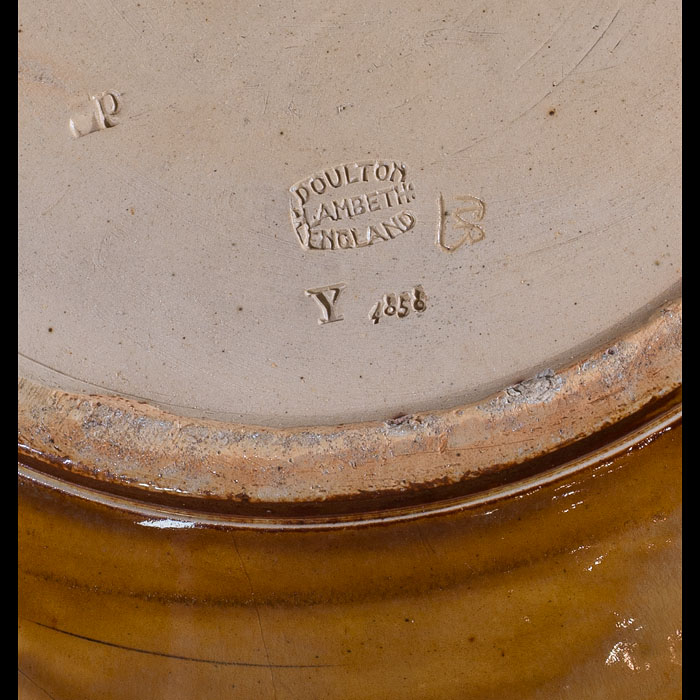 P
DOULTON
LAMBETH
ENGLAND
Y 4858